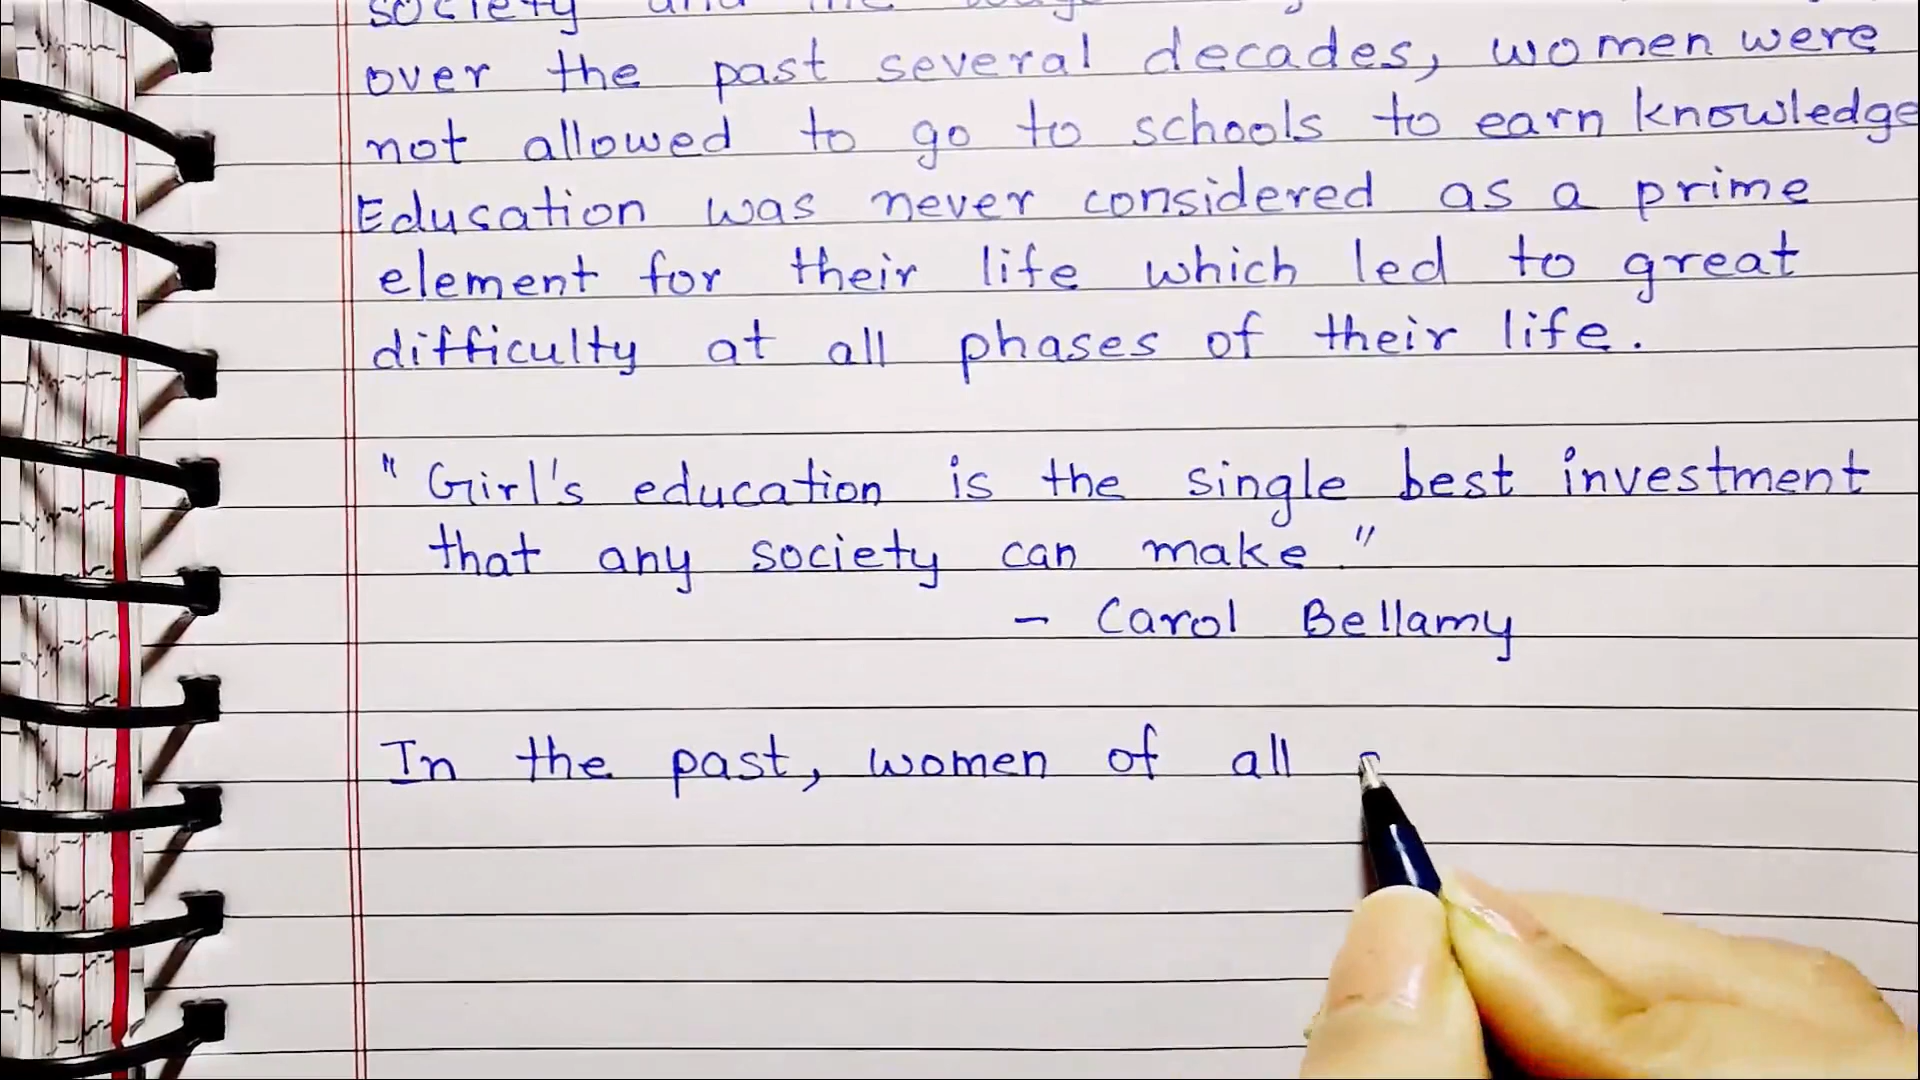 society and the
over the past several decades, women were
not allowed to go to schools to earn knowledge
Education was never considered as a prime
element for their life which led to great
difficulty at all phases of their life.
"Girl's education is the single best investment
that any society can make."
- Carol Bellamy
In the past, women of all